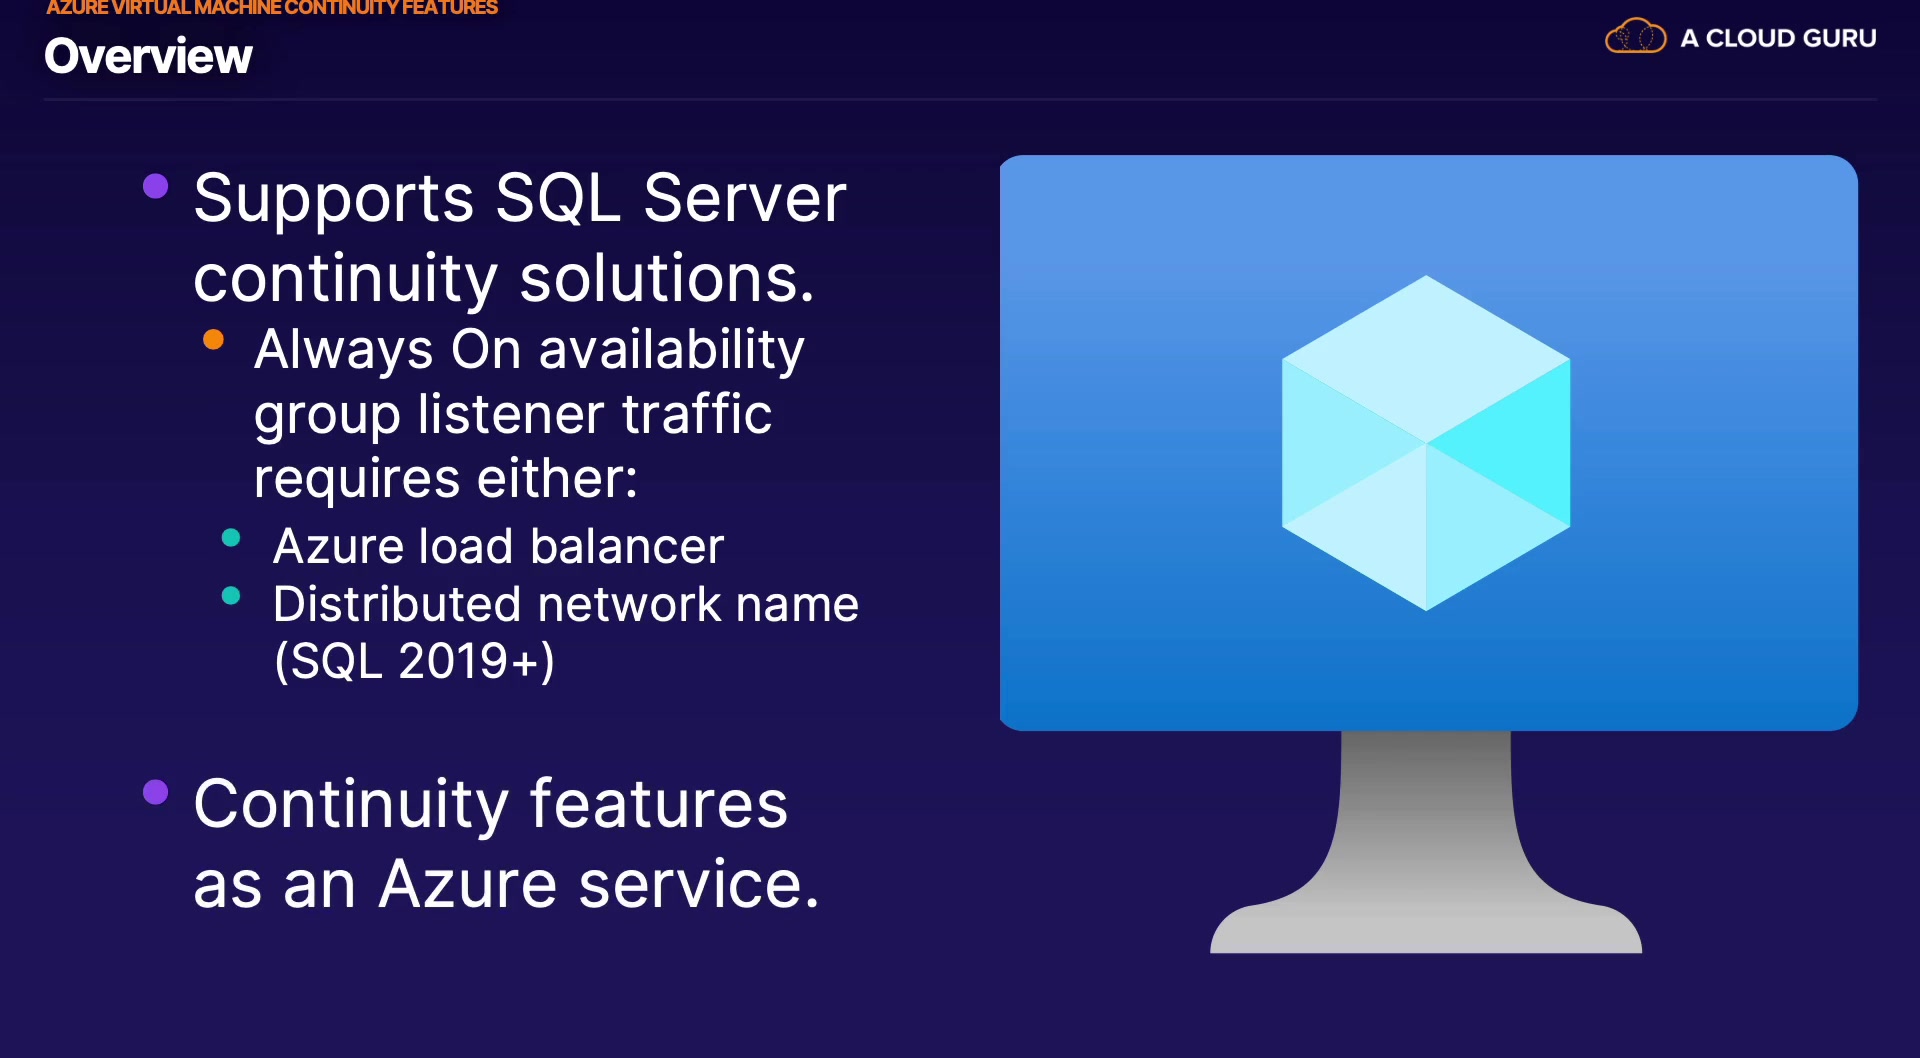 AZURE VIRTUAL MACHINE CONTINUITY FEATURES
Overview
A CLOUD GURU
Supports SQL Server
continuity solutions.
Always On availability
group listener traffic
requires either:
Azure load balancer
Distributed network name
(SQL 2019+)
Continuity features
as an Azure service.